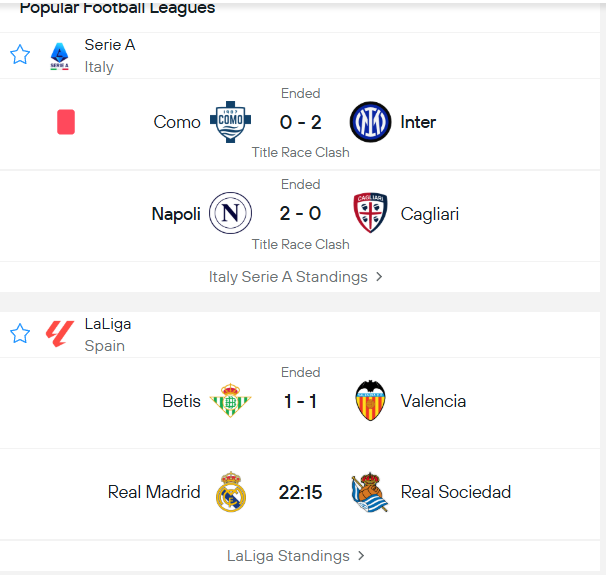 Popular Football Leagues
Serie A
Italy
Ended
Como 0 - 2 Inter
Title Race Clash
Ended
Napoli 2 - 0 Cagliari
Title Race Clash
Italy Serie A Standings >
LaLiga
Spain
Ended
Betis 1 - 1 Valencia
Real Madrid 22:15 Real Sociedad
LaLiga Standings >